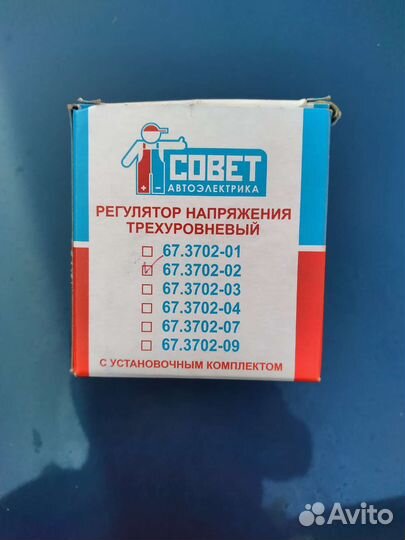 СОВЕТ
АВТОЭЛЕКТРИКА
РЕГУЛЯТОР НАПРЯЖЕНИЯ
ТРЕХУРОВНЕВЫЙ
67.3702-01
67.3702-02
67.3702-03
67.3702-04
67.3702-07
67.3702-09
С УСТАНОВОЧНЫМ КОМПЛЕКТОМ
Avito